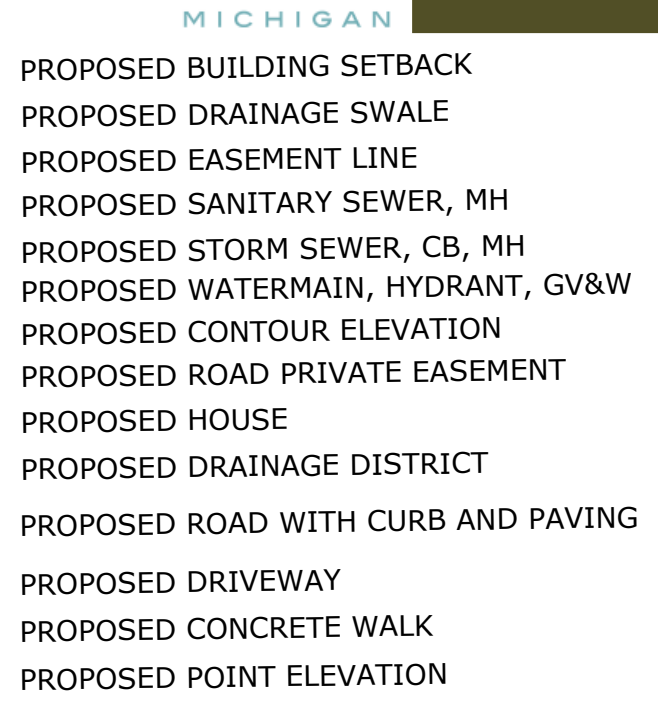 MICHIGAN
PROPOSED BUILDING SETBACK
PROPOSED DRAINAGE SWALE
PROPOSED EASEMENT LINE
PROPOSED SANITARY SEWER, MH
PROPOSED STORM SEWER, CB, MH
PROPOSED WATERMAIN, HYDRANT, GV&W
PROPOSED CONTOUR ELEVATION
PROPOSED ROAD PRIVATE EASEMENT
PROPOSED HOUSE
PROPOSED DRAINAGE DISTRICT
PROPOSED ROAD WITH CURB AND PAVING
PROPOSED DRIVEWAY
PROPOSED CONCRETE WALK
PROPOSED POINT ELEVATION